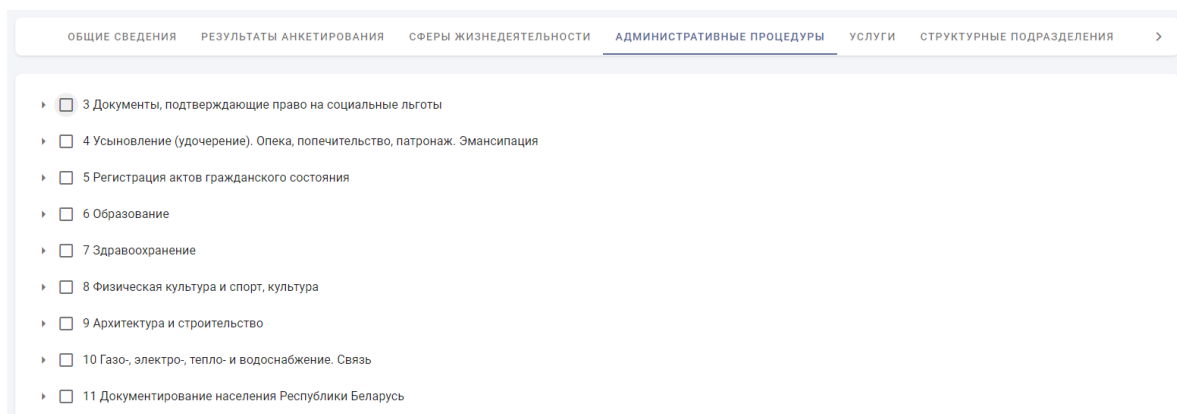 ОБЩИЕ СВЕДЕНИЯ РЕЗУЛЬТАТЫ АНКЕТИРОВАНИЯ СФЕРЫ ЖИЗНЕДЕЯТЕЛЬНОСТИ АДМИНИСТРАТИВНЫЕ ПРОЦЕДУРЫ УСЛУГИ СТРУКТУРНЫЕ ПОДРАЗДЕЛЕНИЯ
3 Документы, подтверждающие право на социальные льготы
4 Усыновление (удочерение). Опека, попечительство, патронаж. Эмансипация
5 Регистрация актов гражданского состояния
6 Образование
7 Здравоохранение
8 Физическая культура и спорт, культура
9 Архитектура и строительство
10 Газо-, электро-, тепло- и водоснабжение. Связь
11 Документирование населения Республики Беларусь